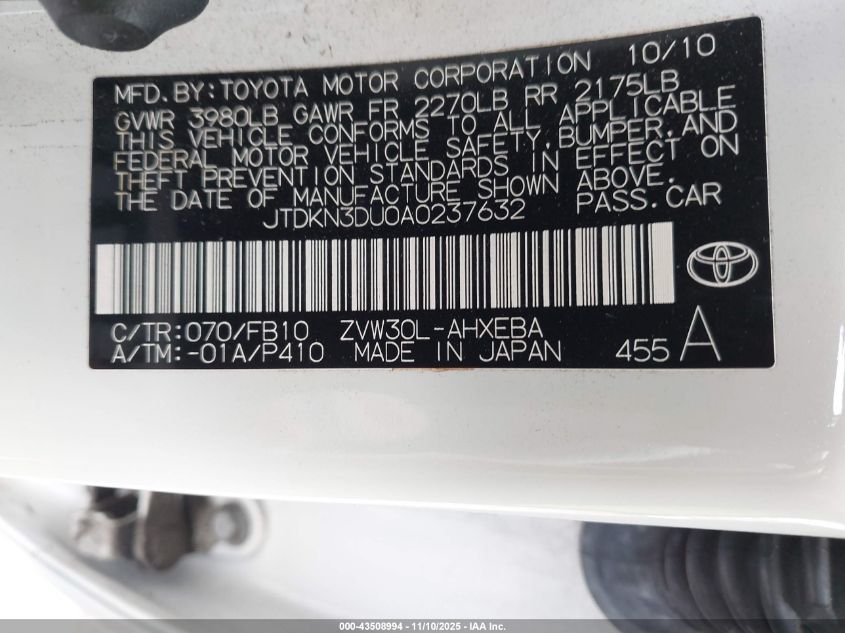 MFD. BY: TOYOTA MOTOR CORPORATION 10/10
GVWR 3980LB GAWR FR 2270LB RR 2175LB
THIS VEHICLE CONFORMS TO ALL APPLICABLE
FEDERAL MOTOR VEHICLE SAFETY, BUMPER, AND
THEFT PREVENTION STANDARDS IN EFFECT ON
THE DATE OF MANUFACTURE SHOWN ABOVE.
JTDKN3DU0A0237632 PASS. CAR
C/TR: 070/FB10 ZVW30L-AHXEBA
A/TM: -01A/P410 MADE IN JAPAN 455 A
000-43508994 - 11/10/2025 - IAA Inc.